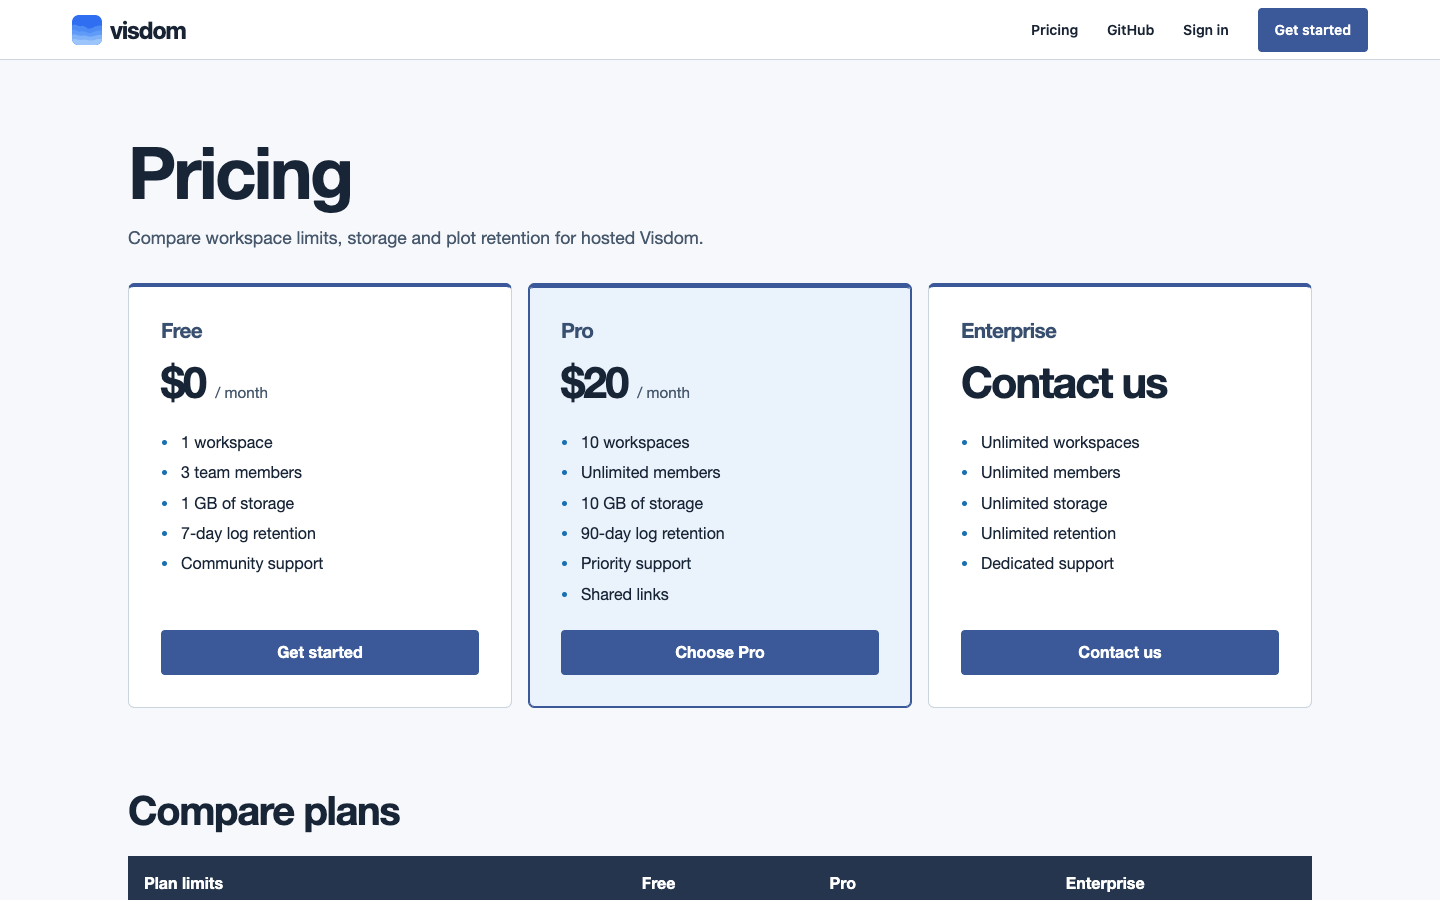 visdom
Pricing GitHub Sign in Get started
Pricing
Compare workspace limits, storage and plot retention for hosted Visdom.
Free
$0 / month
• 1 workspace
• 3 team members
• 1 GB of storage
• 7-day log retention
• Community support
Get started
Pro
$20 / month
• 10 workspaces
• Unlimited members
• 10 GB of storage
• 90-day log retention
• Priority support
• Shared links
Choose Pro
Enterprise
Contact us
• Unlimited workspaces
• Unlimited members
• Unlimited storage
• Unlimited retention
• Dedicated support
Contact us
Compare plans
Plan limits Free Pro Enterprise